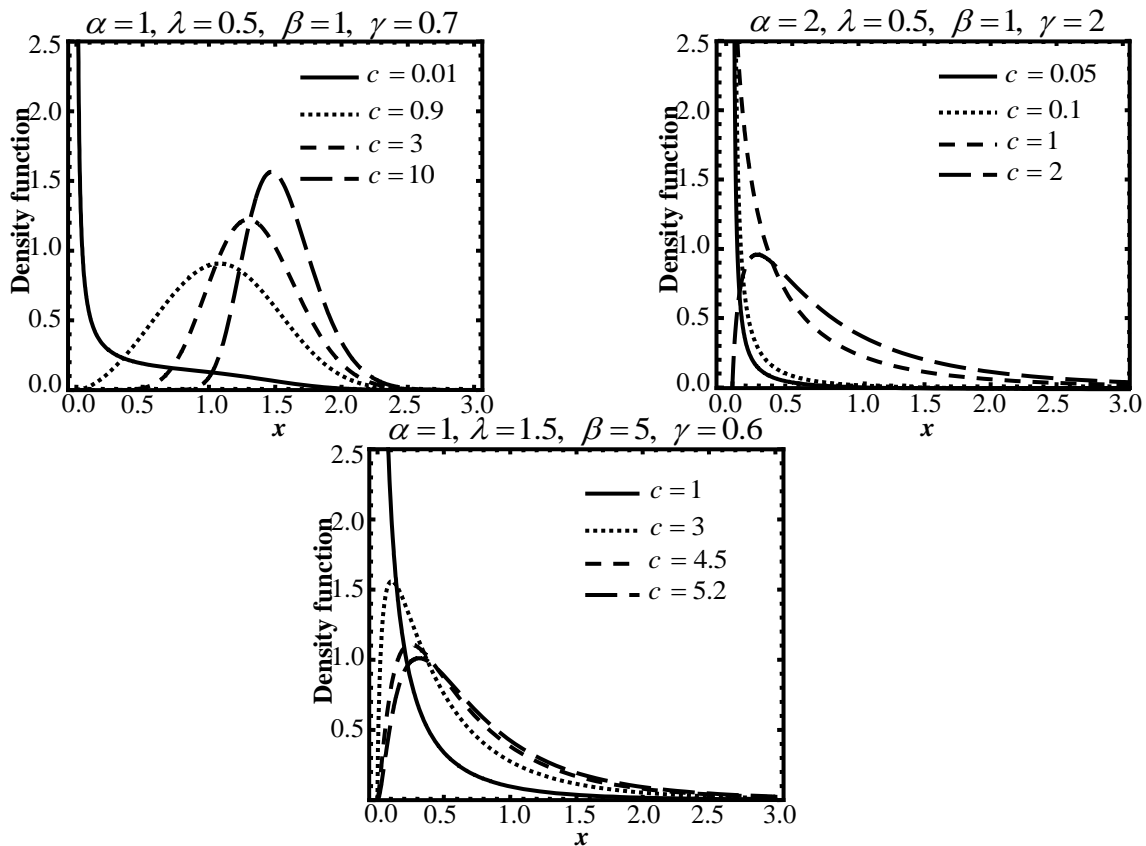 α = 1, λ = 0.5, β = 1, γ = 0.7
Density function
2.5
2.0
1.5
1.0
0.5
0.0
c = 0.01
c = 0.9
c = 3
c = 10
0.0 0.5 1.0 1.5 2.0 2.5 3.0
x
α = 2, λ = 0.5, β = 1, γ = 2
Density function
2.5
2.0
1.5
1.0
0.5
0.0
c = 0.05
c = 0.1
c = 1
c = 2
0.0 0.5 1.0 1.5 2.0 2.5 3.0
x
α = 1, λ = 1.5, β = 5, γ = 0.6
Density function
2.5
2.0
1.5
1.0
0.5
c = 1
c = 3
c = 4.5
c = 5.2
0.0 0.5 1.0 1.5 2.0 2.5 3.0
x